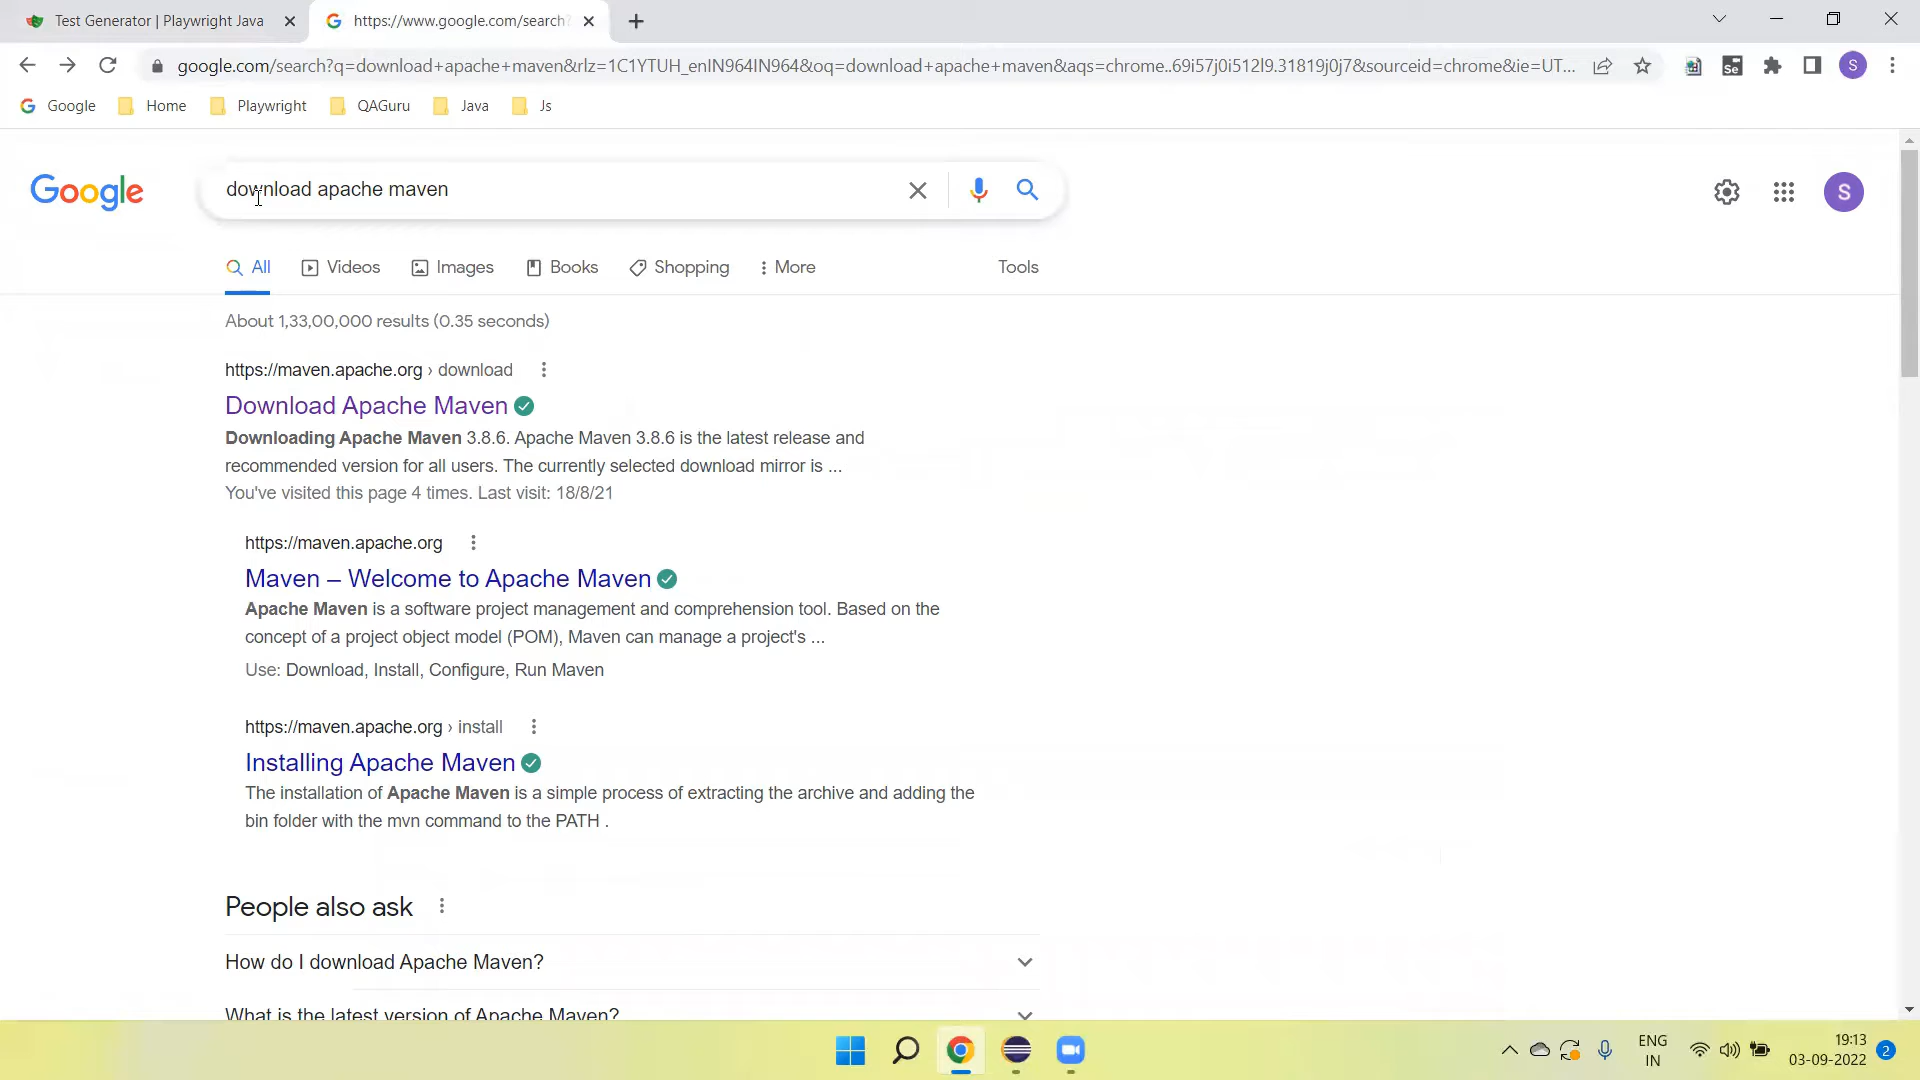 Test Generator | Playwright Java
https://www.google.com/search?
google.com/search?q=download+apache+maven&rlz=1C1YTUH_enIN964IN964&oq=download+apache+maven&aqs=chrome..69i57j0i512l9.31819j0j7&sourceid=chrome&ie=UT...
Se
S
Google
Home
Playwright
QAGuru
Java
Js
Google
download apache maven
S
All
Videos
Images
Books
Shopping
More
Tools
About 1,33,00,000 results (0.35 seconds)
https://maven.apache.org › download
Download Apache Maven
Downloading Apache Maven 3.8.6. Apache Maven 3.8.6 is the latest release and
recommended version for all users. The currently selected download mirror is ...
You've visited this page 4 times. Last visit: 18/8/21
https://maven.apache.org
Maven – Welcome to Apache Maven
Apache Maven is a software project management and comprehension tool. Based on the
concept of a project object model (POM), Maven can manage a project's ...
Use: Download, Install, Configure, Run Maven
https://maven.apache.org › install
Installing Apache Maven
The installation of Apache Maven is a simple process of extracting the archive and adding the
bin folder with the mvn command to the PATH .
People also ask
How do I download Apache Maven?
What is the latest version of Apache Maven?
ENG
IN
19:13
03-09-2022
2